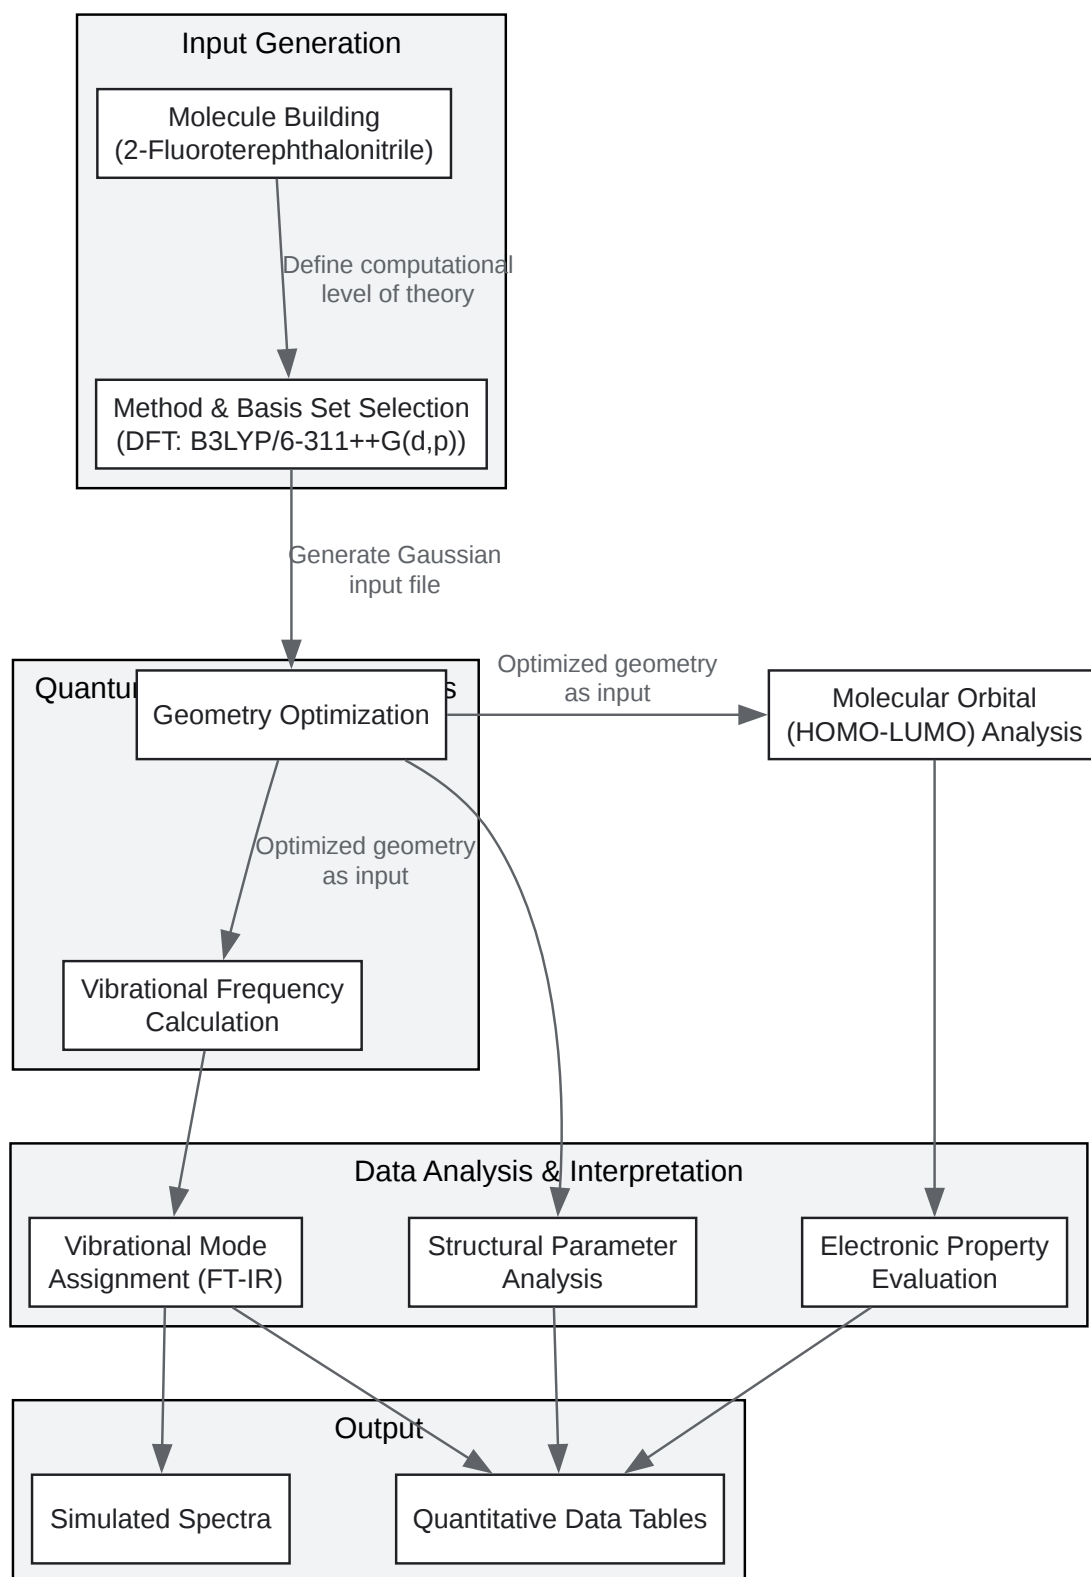 Input Generation
Molecule Building
(2-Fluoroterephthalonitrile)
Define computational
level of theory
Method & Basis Set Selection
(DFT: B3LYP/6-311++G(d,p))
Generate Gaussian
input file
Geometry Optimization
Optimized geometry
as input
Molecular Orbital
(HOMO-LUMO) Analysis
Optimized geometry
as input
Vibrational Frequency
Calculation
Data Analysis & Interpretation
Vibrational Mode
Assignment (FT-IR)
Structural Parameter
Analysis
Electronic Property
Evaluation
Output
Simulated Spectra
Quantitative Data Tables